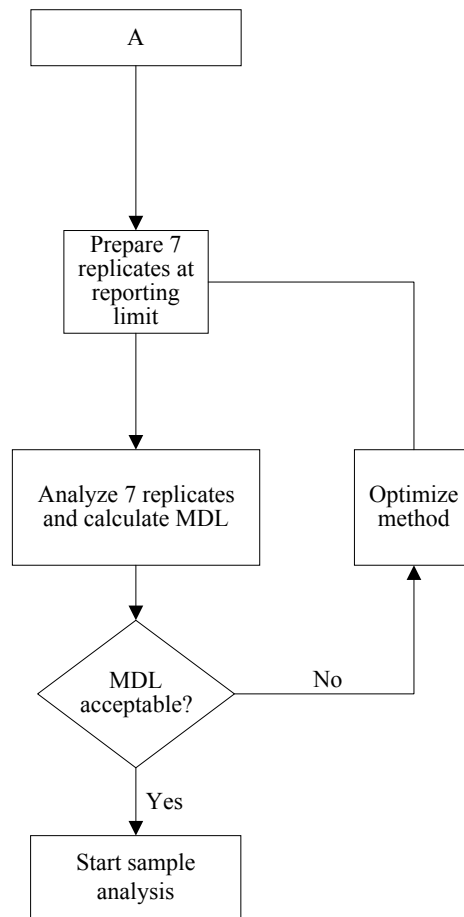 A
Prepare 7
replicates at
reporting
limit
Analyze 7 replicates
and calculate MDL
Optimize
method
MDL
acceptable?
No
Yes
Start sample
analysis